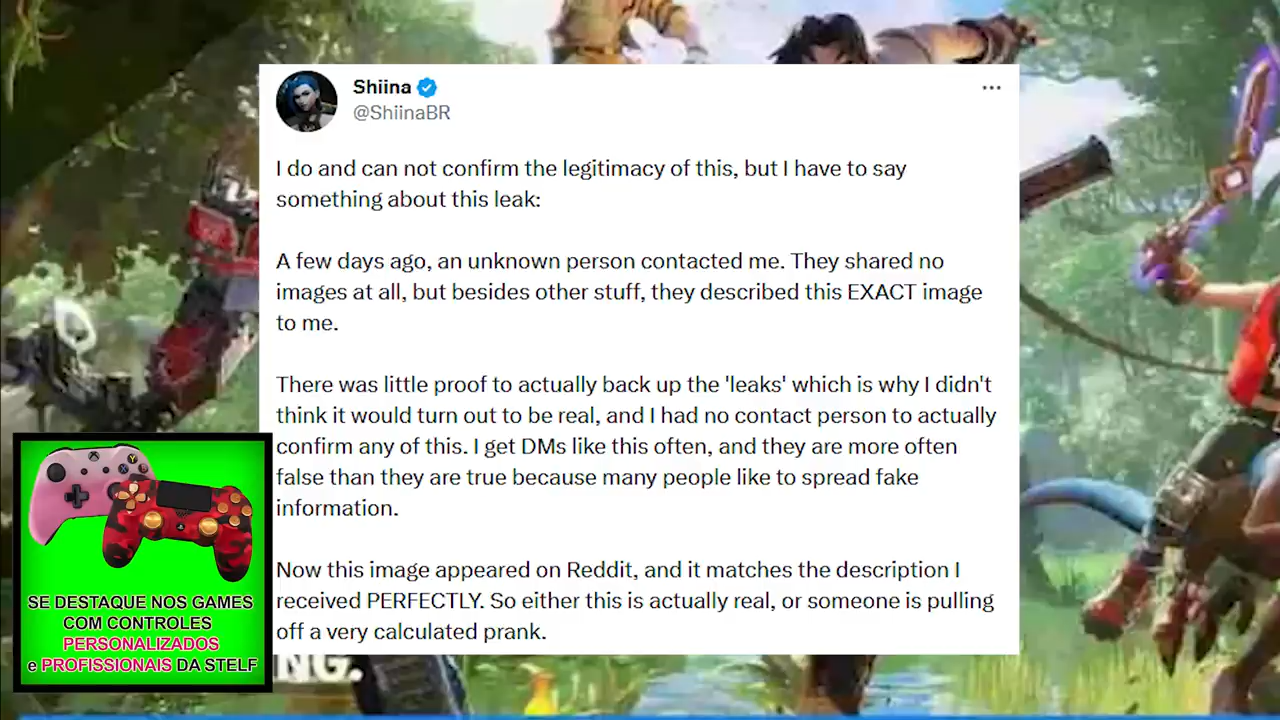 Shiina
@ShiinaBR
I do and can not confirm the legitimacy of this, but I have to say
something about this leak:
A few days ago, an unknown person contacted me. They shared no
images at all, but besides other stuff, they described this EXACT image
to me.
There was little proof to actually back up the 'leaks' which is why I didn't
think it would turn out to be real, and I had no contact person to actually
confirm any of this. I get DMs like this often, and they are more often
false than they are true because many people like to spread fake
information.
Now this image appeared on Reddit, and it matches the description I
received PERFECTLY. So either this is actually real, or someone is pulling
off a very calculated prank.
SE DESTAQUE NOS GAMES
COM CONTROLES
PERSONALIZADOS
e PROFISSIONAIS DA STELF